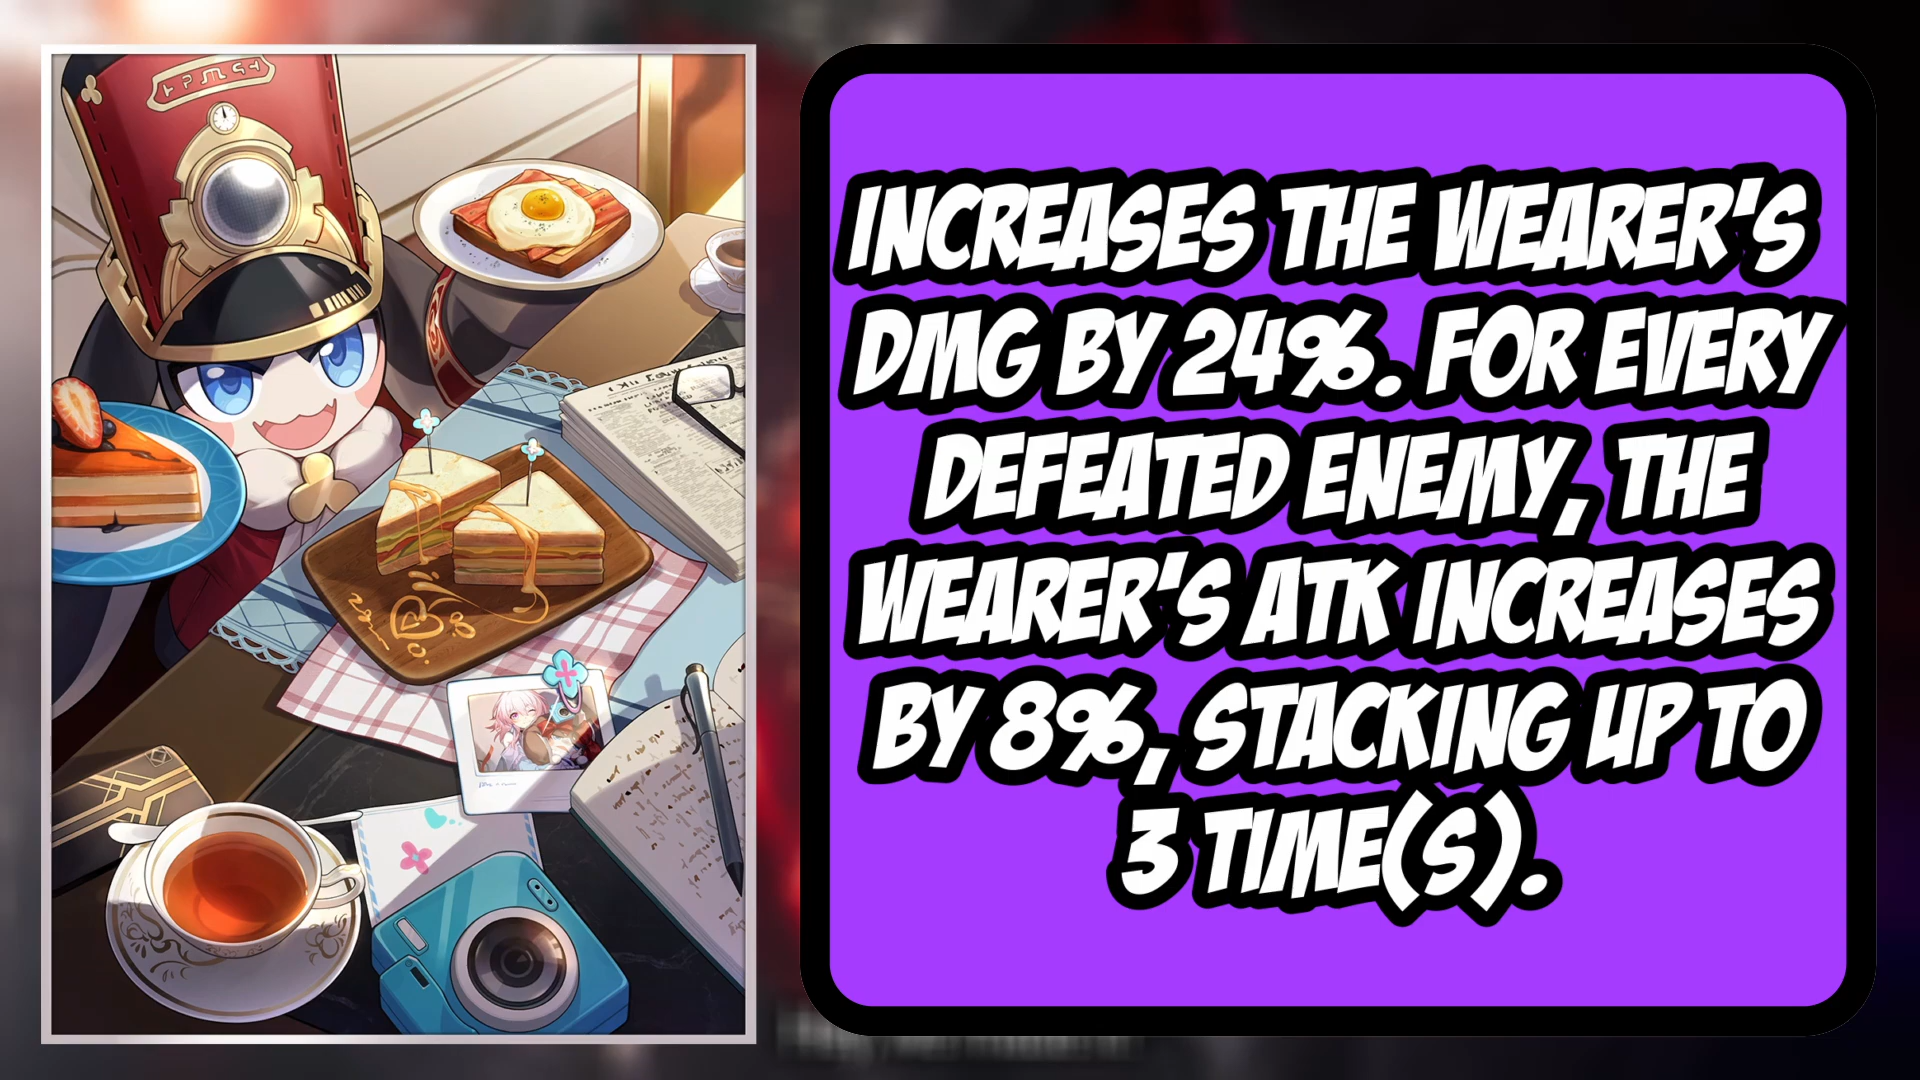 INCREASES THE WEARER'S
DMG BY 24%. FOR EVERY
DEFEATED ENEMY, THE
WEARER'S ATK INCREASES
BY 8%, STACKING UP TO
3 TIME(S).